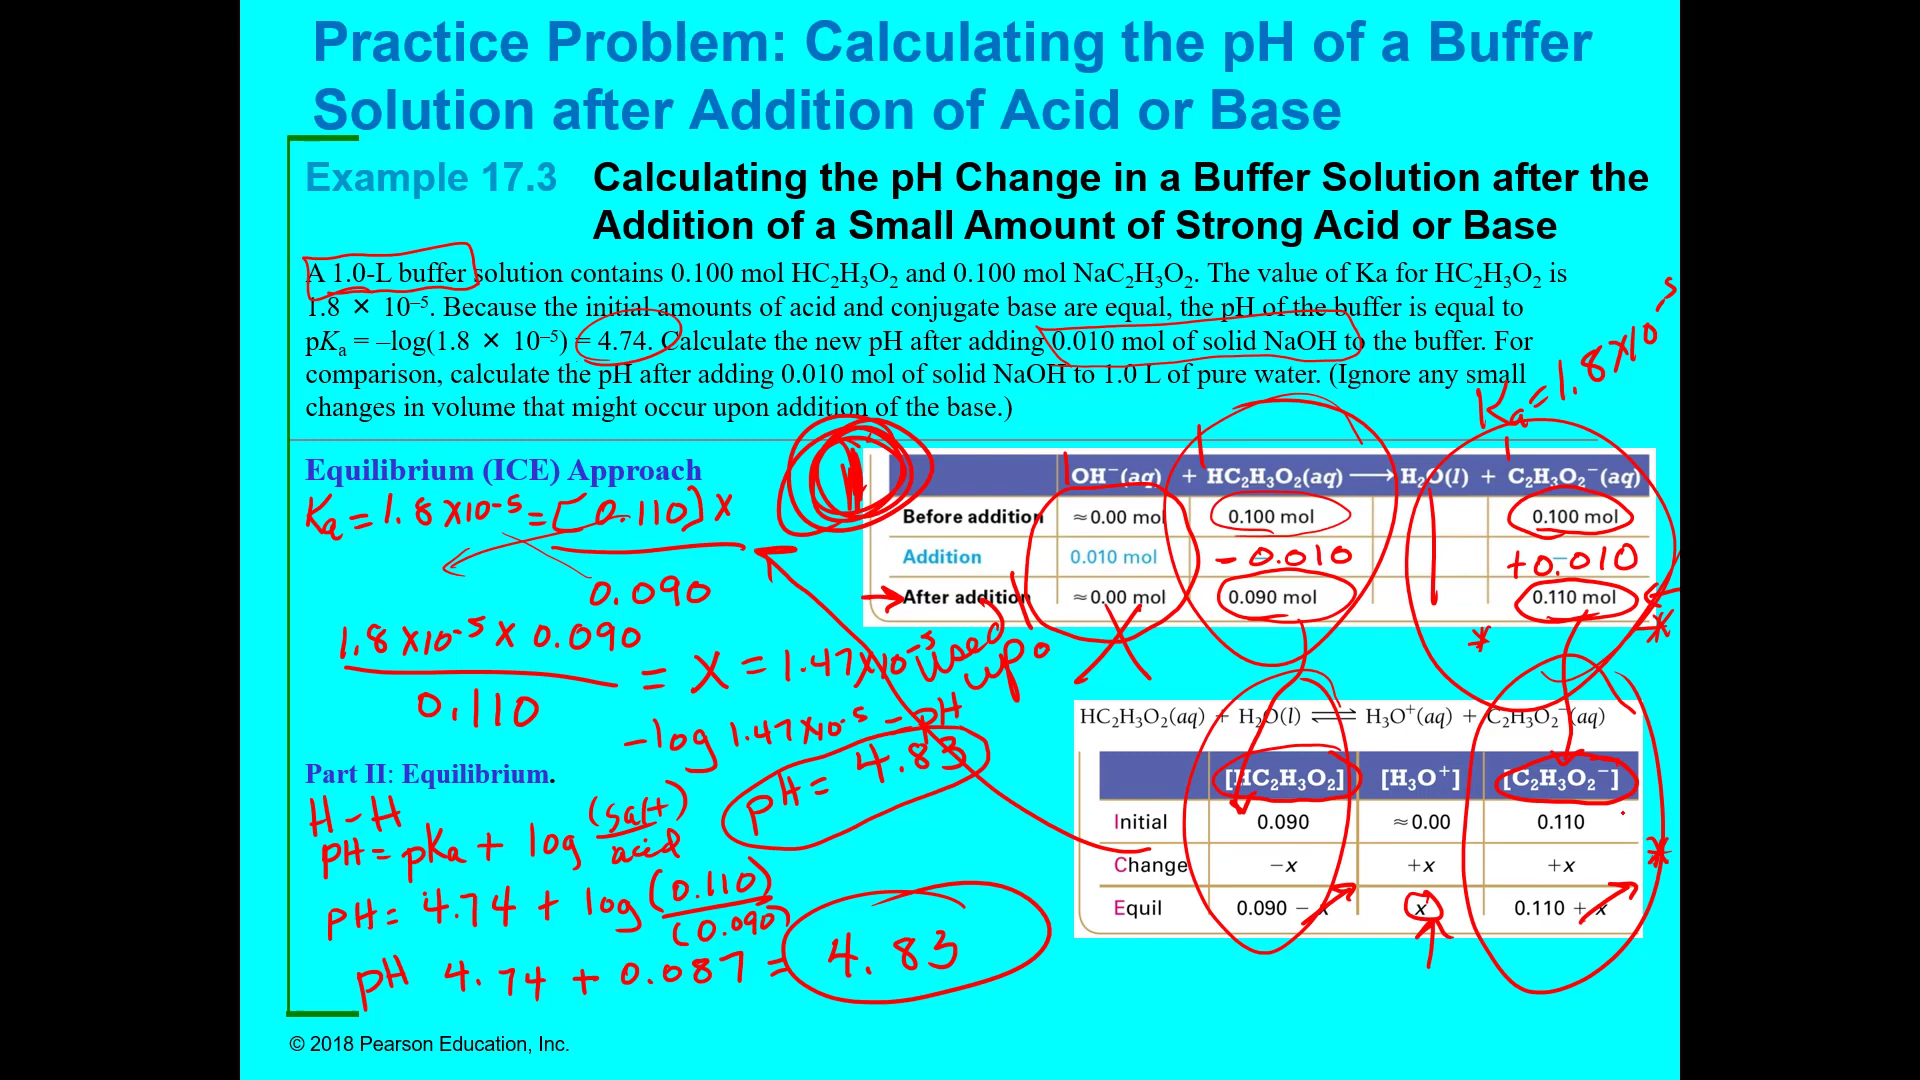 Practice Problem: Calculating the pH of a Buffer
Solution after Addition of Acid or Base
Example 17.3 Calculating the pH Change in a Buffer Solution after the
Addition of a Small Amount of Strong Acid or Base
A 1.0-L buffer solution contains 0.100 mol HC₂H₃O₂ and 0.100 mol NaC₂H₃O₂. The value of Ka for HC₂H₃O₂ is
1.8 × 10⁻⁵. Because the initial amounts of acid and conjugate base are equal, the pH of the buffer is equal to
pKₐ = –log(1.8 × 10⁻⁵) = 4.74. Calculate the new pH after adding 0.010 mol of solid NaOH to the buffer. For
comparison, calculate the pH after adding 0.010 mol of solid NaOH to 1.0 L of pure water. (Ignore any small
changes in volume that might occur upon addition of the base.)
Ka = 1.8x10⁻⁵
Equilibrium (ICE) Approach
Ka = 1.8x10⁻⁵ = [0.110] x
0.090
1.8x10⁻⁵ x 0.090
0.110
= x = 1.47x10⁻⁵
used
up
-log 1.47x10⁻⁵ = pH
pH = 4.83
OH⁻(aq) + HC₂H₃O₂(aq) ⟶ H₂O(l) + C₂H₃O₂⁻(aq)
Before addition ≈0.00 mol 0.100 mol 0.100 mol
Addition 0.010 mol -0.010 +0.010
After addition ≈0.00 mol 0.090 mol 0.110 mol
HC₂H₃O₂(aq) + H₂O(l) ⇌ H₃O⁺(aq) + C₂H₃O₂⁻(aq)
[HC₂H₃O₂] [H₃O⁺] [C₂H₃O₂⁻]
Initial 0.090 ≈0.00 0.110
Change −x +x +x
Equil 0.090 − x x 0.110 + x
Part II: Equilibrium.
H-H
pH = pKa + log (salt)
acid
pH = 4.74 + log (0.110)
(0.090)
pH 4.74 + 0.087 = 4.83
© 2018 Pearson Education, Inc.